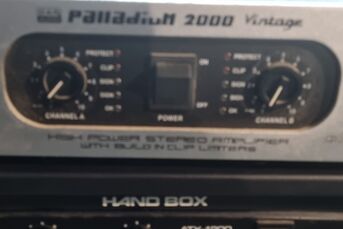 PALLADIUM 2000 Vintage
PROTECT
CLIP
SIGN
SIGN
ON
CHANNEL A
ON
OFF
POWER
PROTECT
CLIP
SIGN
SIGN
ON
CHANNEL B
HIGH POWER STEREO AMPLIFIER
WITH BUILD IN CLIP LIMITERS
HAND BOX